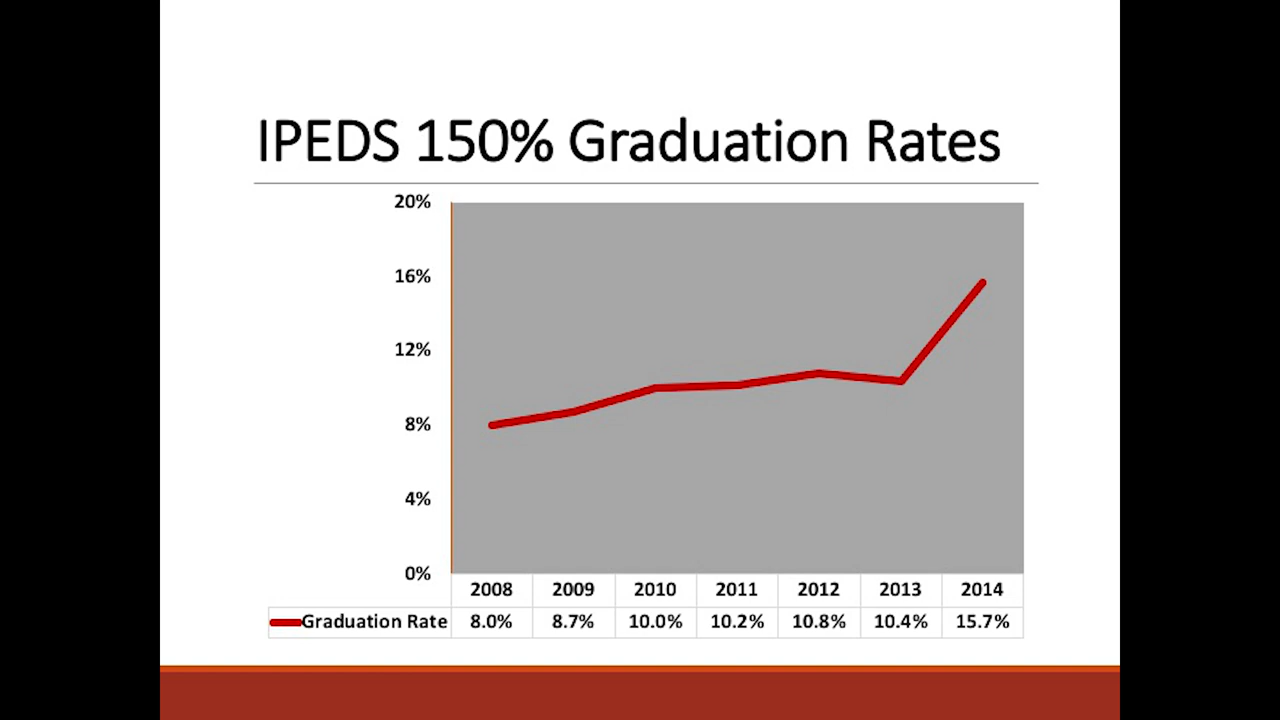 IPEDS 150% Graduation Rates
20%
16%
12%
8%
4%
0%
2008 2009 2010 2011 2012 2013 2014
Graduation Rate 8.0% 8.7% 10.0% 10.2% 10.8% 10.4% 15.7%